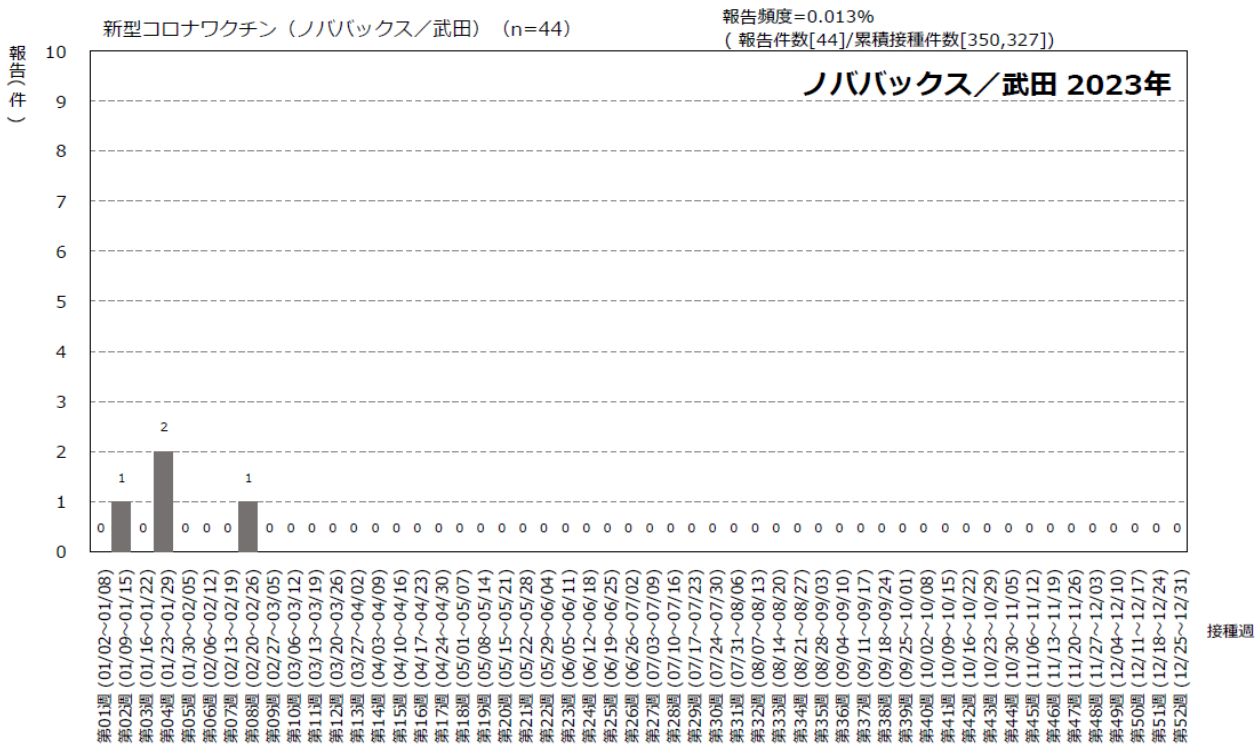 新型コロナワクチン（ノババックス／武田）（n=44）
報告頻度=0.013%
( 報告件数[44]/累積接種件数[350,327])
ノババックス／武田 2023年
報告(件)
10
9
8
7
6
5
4
3
2
1
0
0 1 0 2 0 0 0 1 0 0 0 0 0 0 0 0 0 0 0 0 0 0 0 0 0 0 0 0 0 0 0 0 0 0 0 0 0 0 0 0 0 0 0 0 0 0 0 0 0 0 0 0
第01週 (01/02～01/08)
第02週 (01/09～01/15)
第03週 (01/16～01/22)
第04週 (01/23～01/29)
第05週 (01/30～02/05)
第06週 (02/06～02/12)
第07週 (02/13～02/19)
第08週 (02/20～02/26)
第09週 (02/27～03/05)
第10週 (03/06～03/12)
第11週 (03/13～03/19)
第12週 (03/20～03/26)
第13週 (03/27～04/02)
第14週 (04/03～04/09)
第15週 (04/10～04/16)
第16週 (04/17～04/23)
第17週 (04/24～04/30)
第18週 (05/01～05/07)
第19週 (05/08～05/14)
第20週 (05/15～05/21)
第21週 (05/22～05/28)
第22週 (05/29～06/04)
第23週 (06/05～06/11)
第24週 (06/12～06/18)
第25週 (06/19～06/25)
第26週 (06/26～07/02)
第27週 (07/03～07/09)
第28週 (07/10～07/16)
第29週 (07/17～07/23)
第30週 (07/24～07/30)
第31週 (07/31～08/06)
第32週 (08/07～08/13)
第33週 (08/14～08/20)
第34週 (08/21～08/27)
第35週 (08/28～09/03)
第36週 (09/04～09/10)
第37週 (09/11～09/17)
第38週 (09/18～09/24)
第39週 (09/25～10/01)
第40週 (10/02～10/08)
第41週 (10/09～10/15)
第42週 (10/16～10/22)
第43週 (10/23～10/29)
第44週 (10/30～11/05)
第45週 (11/06～11/12)
第46週 (11/13～11/19)
第47週 (11/20～11/26)
第48週 (11/27～12/03)
第49週 (12/04～12/10)
第50週 (12/11～12/17)
第51週 (12/18～12/24)
第52週 (12/25～12/31)
接種週